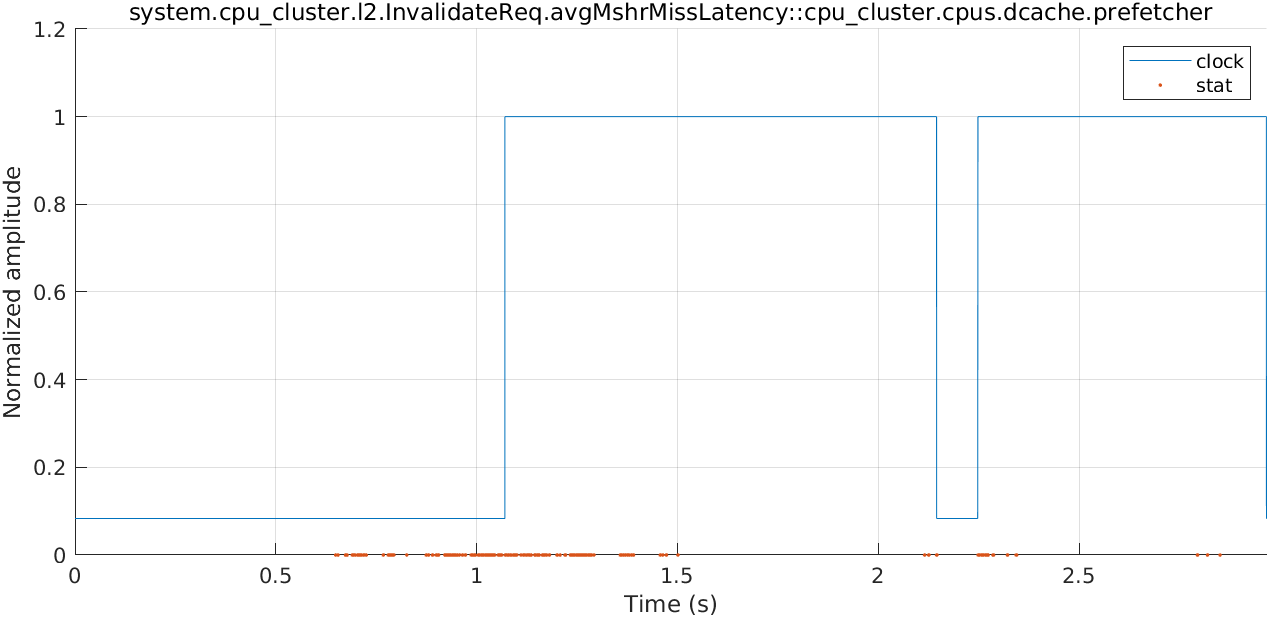 system.cpu_cluster.l2.InvalidateReq.avgMshrMissLatency::cpu_cluster.cpus.dcache.prefetcher
1.2
1
0.8
0.6
0.4
0.2
0
Normalized amplitude
clock
stat
0 0.5 1 1.5 2 2.5
Time (s)